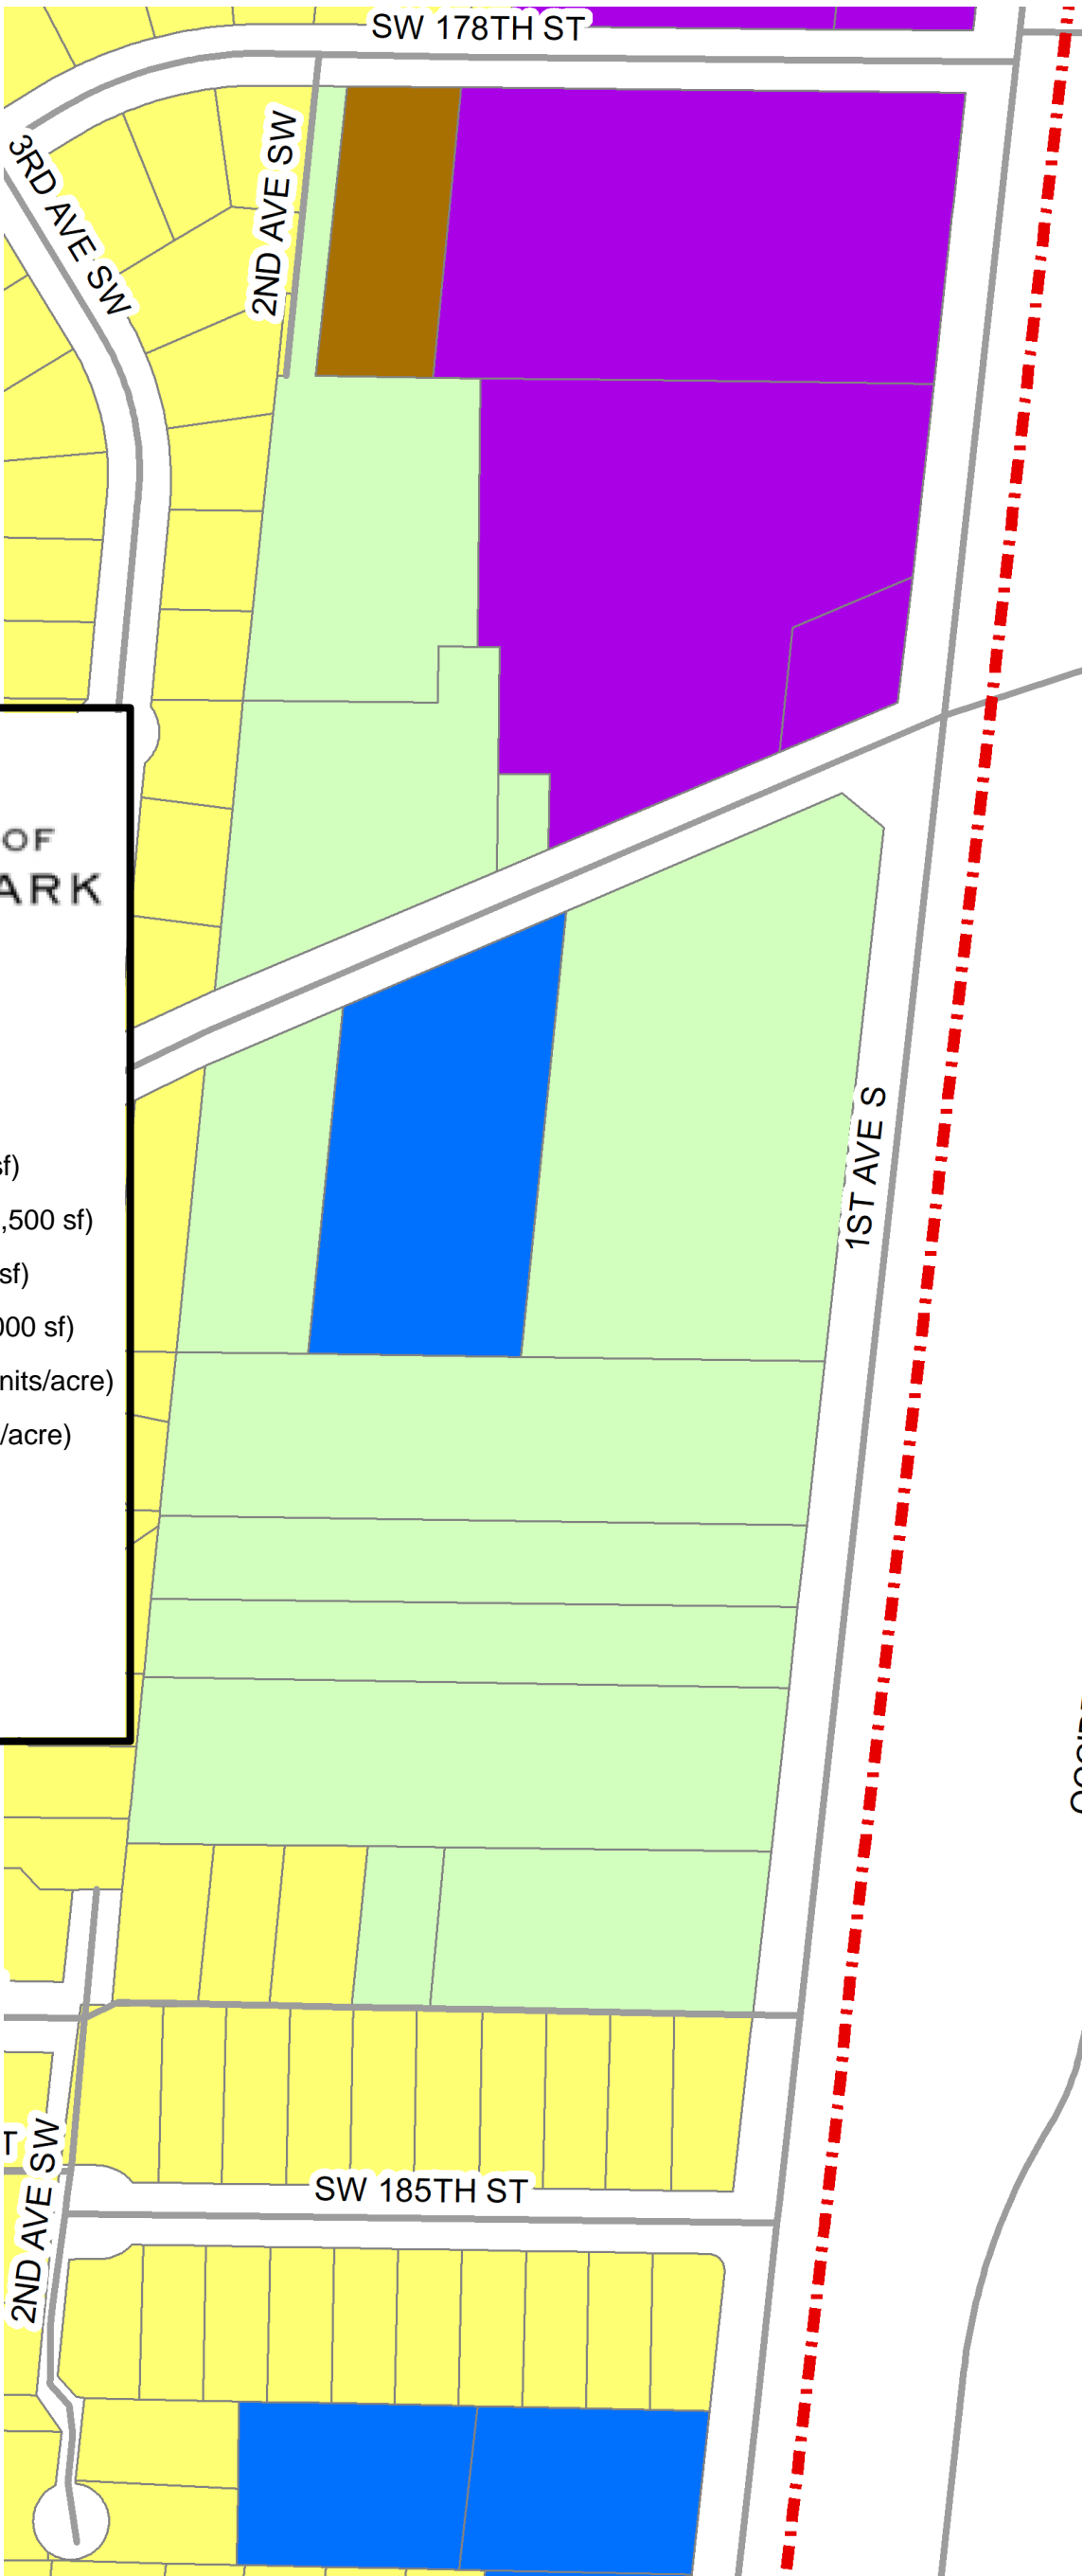 SW 178TH ST
2ND AVE SW
3RD AVE SW
OF
ARK
sf)
,500 sf)
sf)
000 sf)
nits/acre)
/acre)
1ST AVE S
SW 185TH ST
T
2ND AVE SW